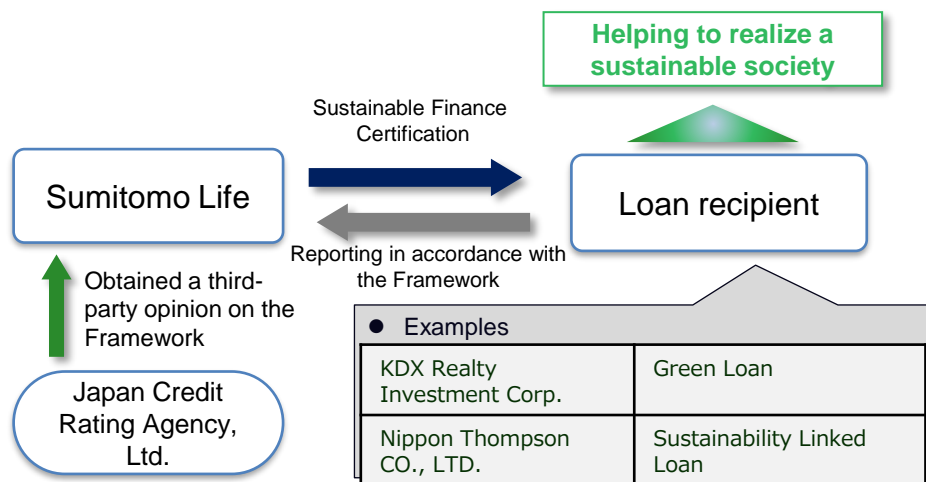 Helping to realize a
sustainable society
Sustainable Finance
Certification
Sumitomo Life
Loan recipient
Reporting in accordance with
the Framework
Obtained a third-
party opinion on the
Framework
Japan Credit
Rating Agency,
Ltd.
● Examples
KDX Realty
Investment Corp.
Green Loan
Nippon Thompson
CO., LTD.
Sustainability Linked
Loan